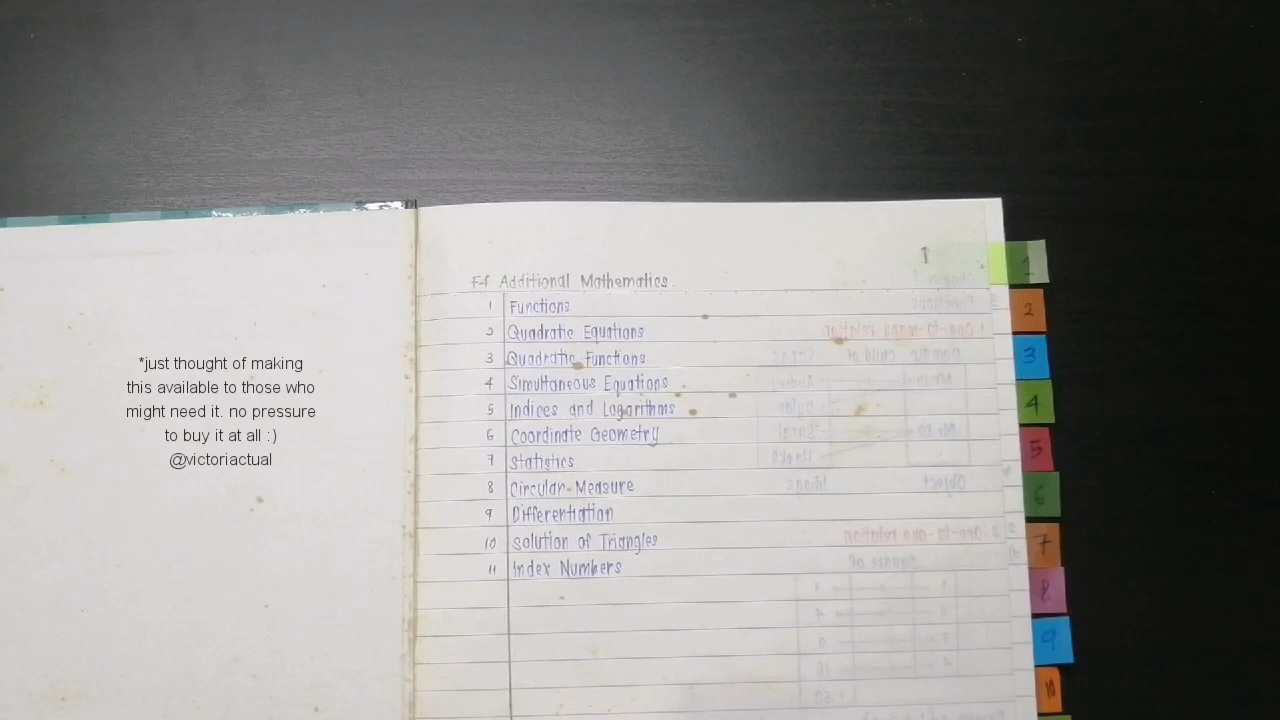 *just thought of making
this available to those who
might need it. no pressure
to buy it at all :)
@victoriactual
1
F4 Additional Mathematics
1 Functions
2 Quadratic Equations
3 Quadratic Functions
4 Simultaneous Equations
5 Indices and Logarithms
6 Coordinate Geometry
7 Statistics
8 Circular Measure
9 Differentiation
10 Solution of Triangles
11 Index Numbers
1
2
3
4
5
6
7
8
9
10